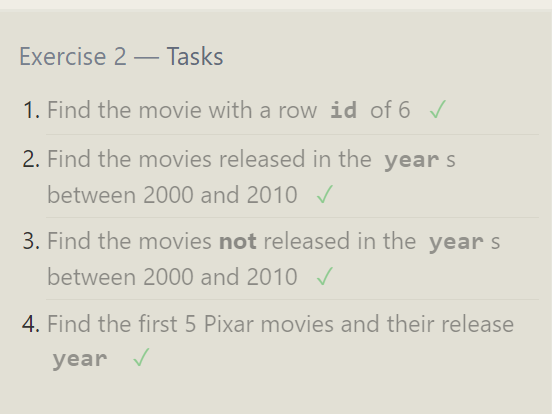 Exercise 2 — Tasks
1. Find the movie with a row id of 6 ✓
2. Find the movies released in the year s
between 2000 and 2010 ✓
3. Find the movies not released in the year s
between 2000 and 2010 ✓
4. Find the first 5 Pixar movies and their release
year ✓